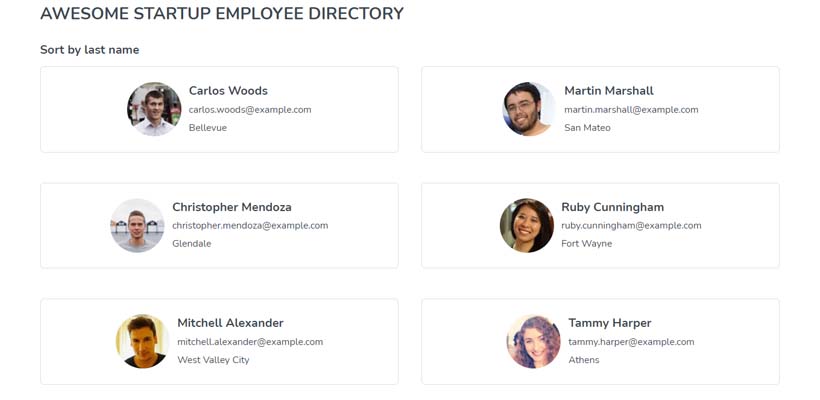 AWESOME STARTUP EMPLOYEE DIRECTORY
Sort by last name
Carlos Woods
carlos.woods@example.com
Bellevue
Martin Marshall
martin.marshall@example.com
San Mateo
Christopher Mendoza
christopher.mendoza@example.com
Glendale
Ruby Cunningham
ruby.cunningham@example.com
Fort Wayne
Mitchell Alexander
mitchell.alexander@example.com
West Valley City
Tammy Harper
tammy.harper@example.com
Athens